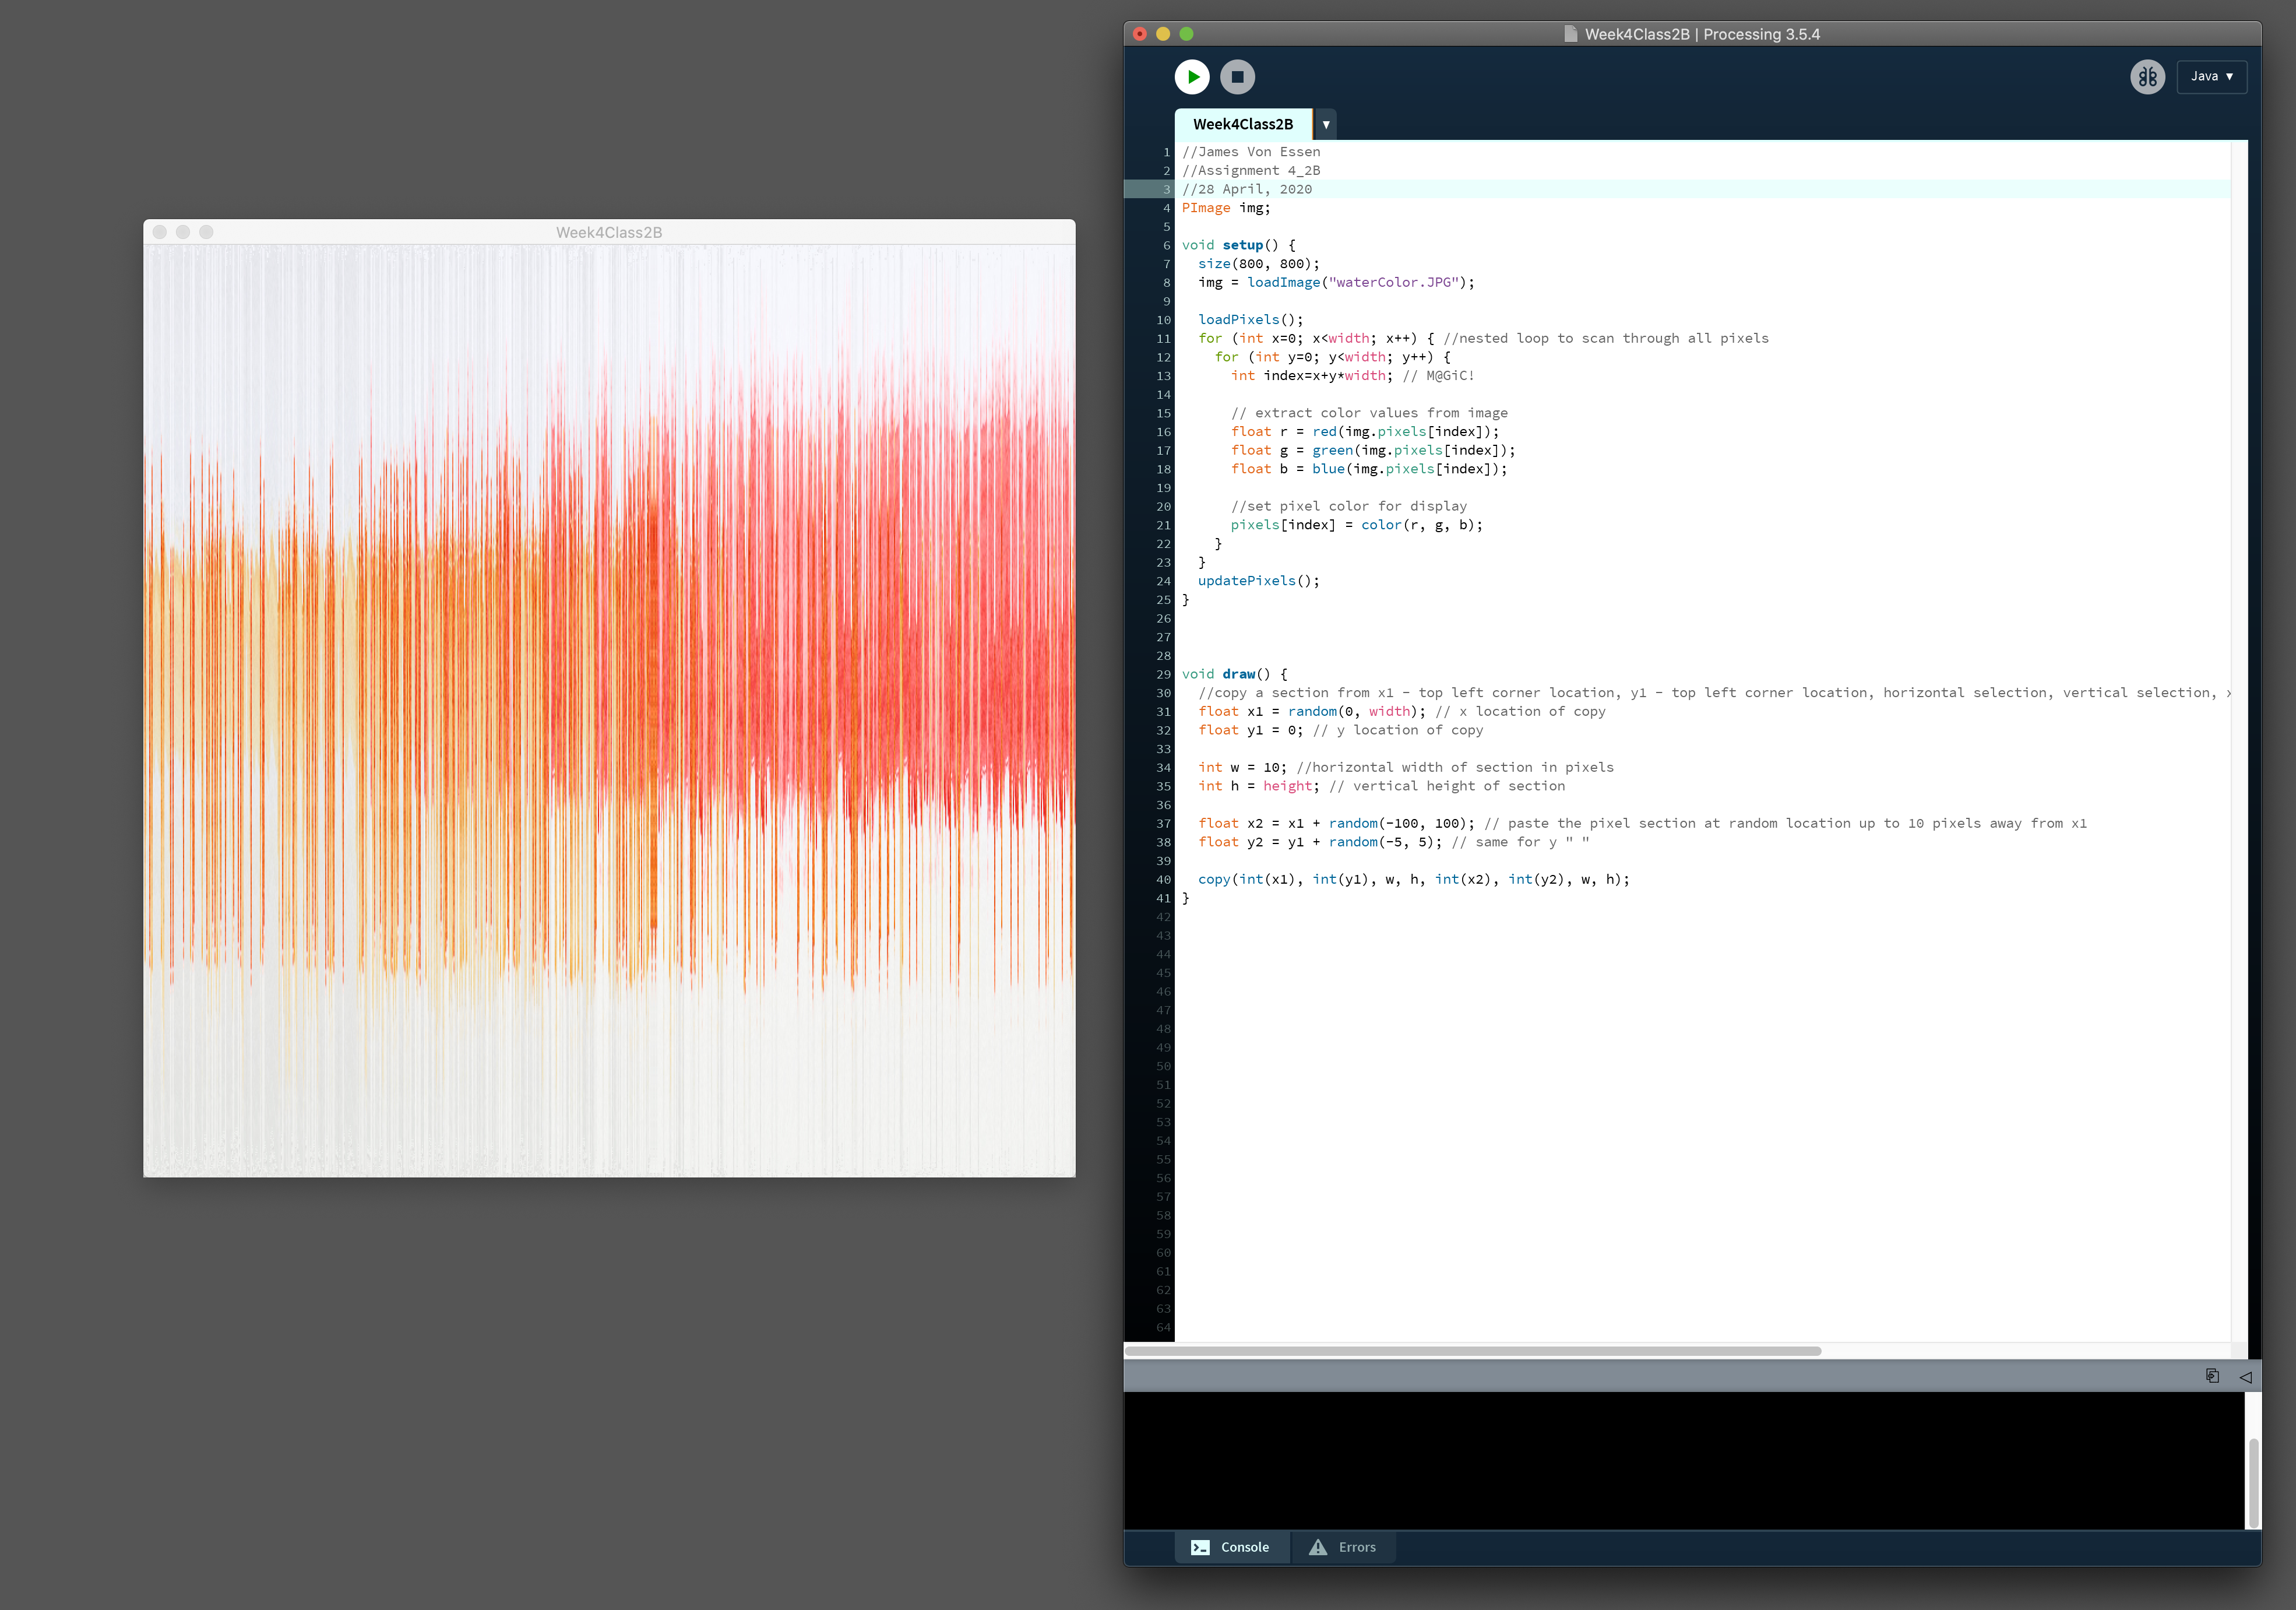 Week4Class2B
Week4Class2B | Processing 3.5.4
Java ▼
Week4Class2B ▼
1 //James Von Essen
2 //Assignment 4_2B
3 //28 April, 2020
4 PImage img;
5
6 void setup() {
7   size(800, 800);
8   img = loadImage("waterColor.JPG");
9
10   loadPixels();
11   for (int x=0; x<width; x++) { //nested loop to scan through all pixels
12     for (int y=0; y<width; y++) {
13       int index=x+y*width; // M@GiC!
14
15       // extract color values from image
16       float r = red(img.pixels[index]);
17       float g = green(img.pixels[index]);
18       float b = blue(img.pixels[index]);
19
20       //set pixel color for display
21       pixels[index] = color(r, g, b);
22     }
23   }
24   updatePixels();
25 }
26
27
28
29 void draw() {
30   //copy a section from x1 - top left corner location, y1 - top left corner location, horizontal selection, vertical selection, x
31   float x1 = random(0, width); // x location of copy
32   float y1 = 0; // y location of copy
33
34   int w = 10; //horizontal width of section in pixels
35   int h = height; // vertical height of section
36
37   float x2 = x1 + random(-100, 100); // paste the pixel section at random location up to 10 pixels away from x1
38   float y2 = y1 + random(-5, 5); // same for y " "
39
40   copy(int(x1), int(y1), w, h, int(x2), int(y2), w, h);
41 }
42
43
44
45
46
47
48
49
50
51
52
53
54
55
56
57
58
59
60
61
62
63
64
Console Errors